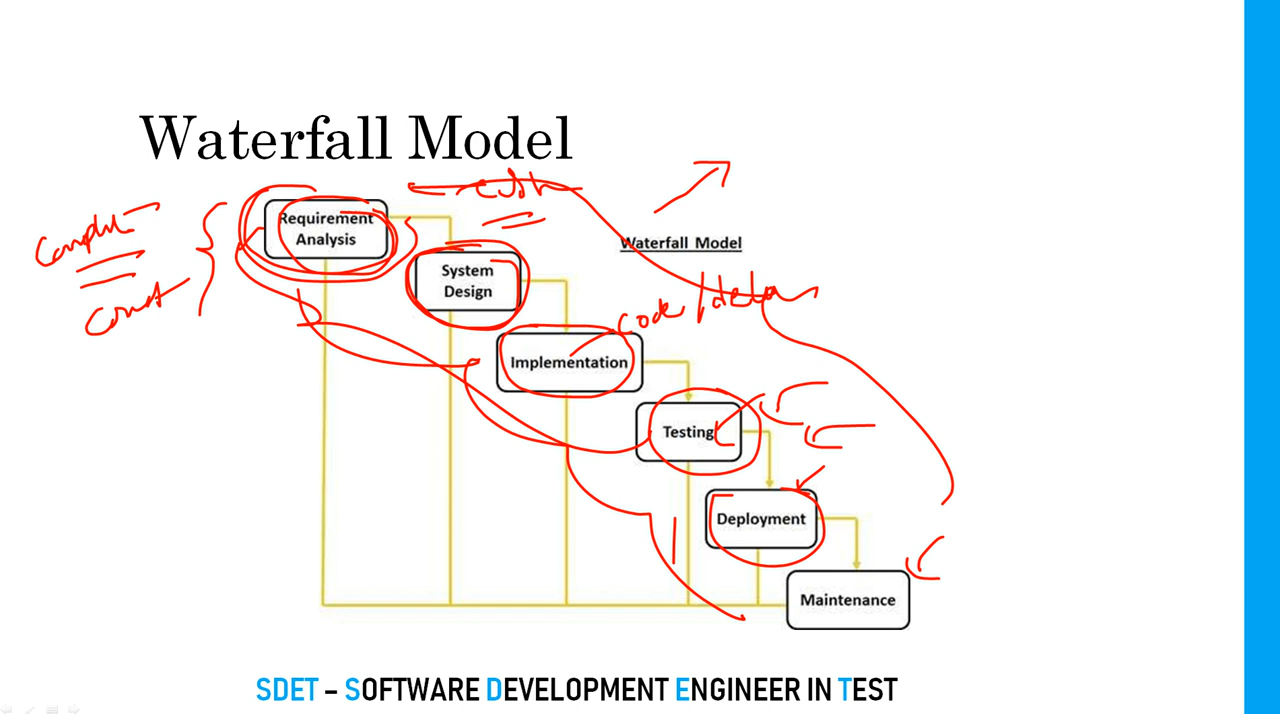 Waterfall Model
Requirement
Analysis
Waterfall Model
System
Design
code/
Implementation
Testing
Deployment
Maintenance
SDET – SOFTWARE DEVELOPMENT ENGINEER IN TEST